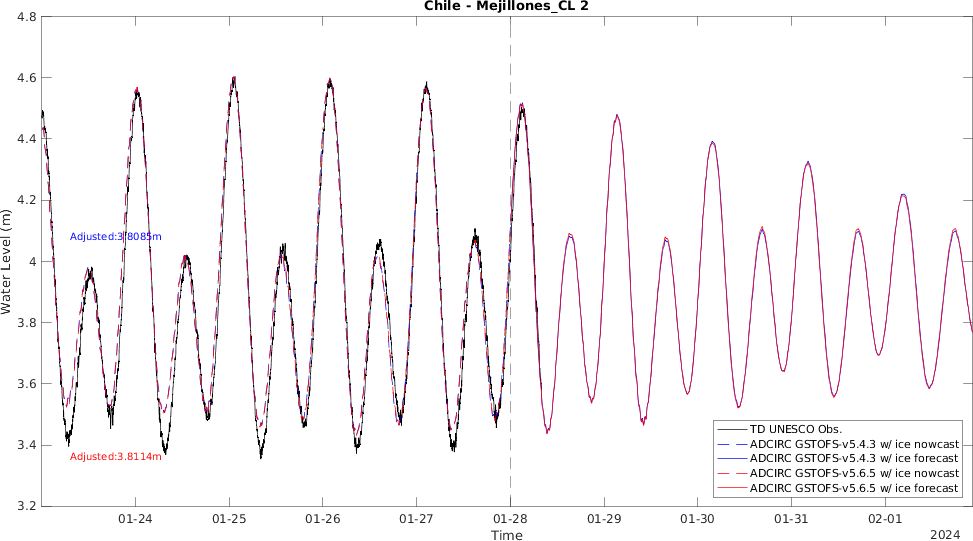 Chile - Mejillones_CL 2
4.8
4.6
4.4
4.2
4
3.8
3.6
3.4
3.2
Water Level (m)
Adjusted:3.8085m
Adjusted:3.8114m
TD UNESCO Obs.
ADCIRC GSTOFS-v5.4.3 w/ ice nowcast
ADCIRC GSTOFS-v5.4.3 w/ ice forecast
ADCIRC GSTOFS-v5.6.5 w/ ice nowcast
ADCIRC GSTOFS-v5.6.5 w/ ice forecast
01-24 01-25 01-26 01-27 01-28 01-29 01-30 01-31 02-01
Time
2024